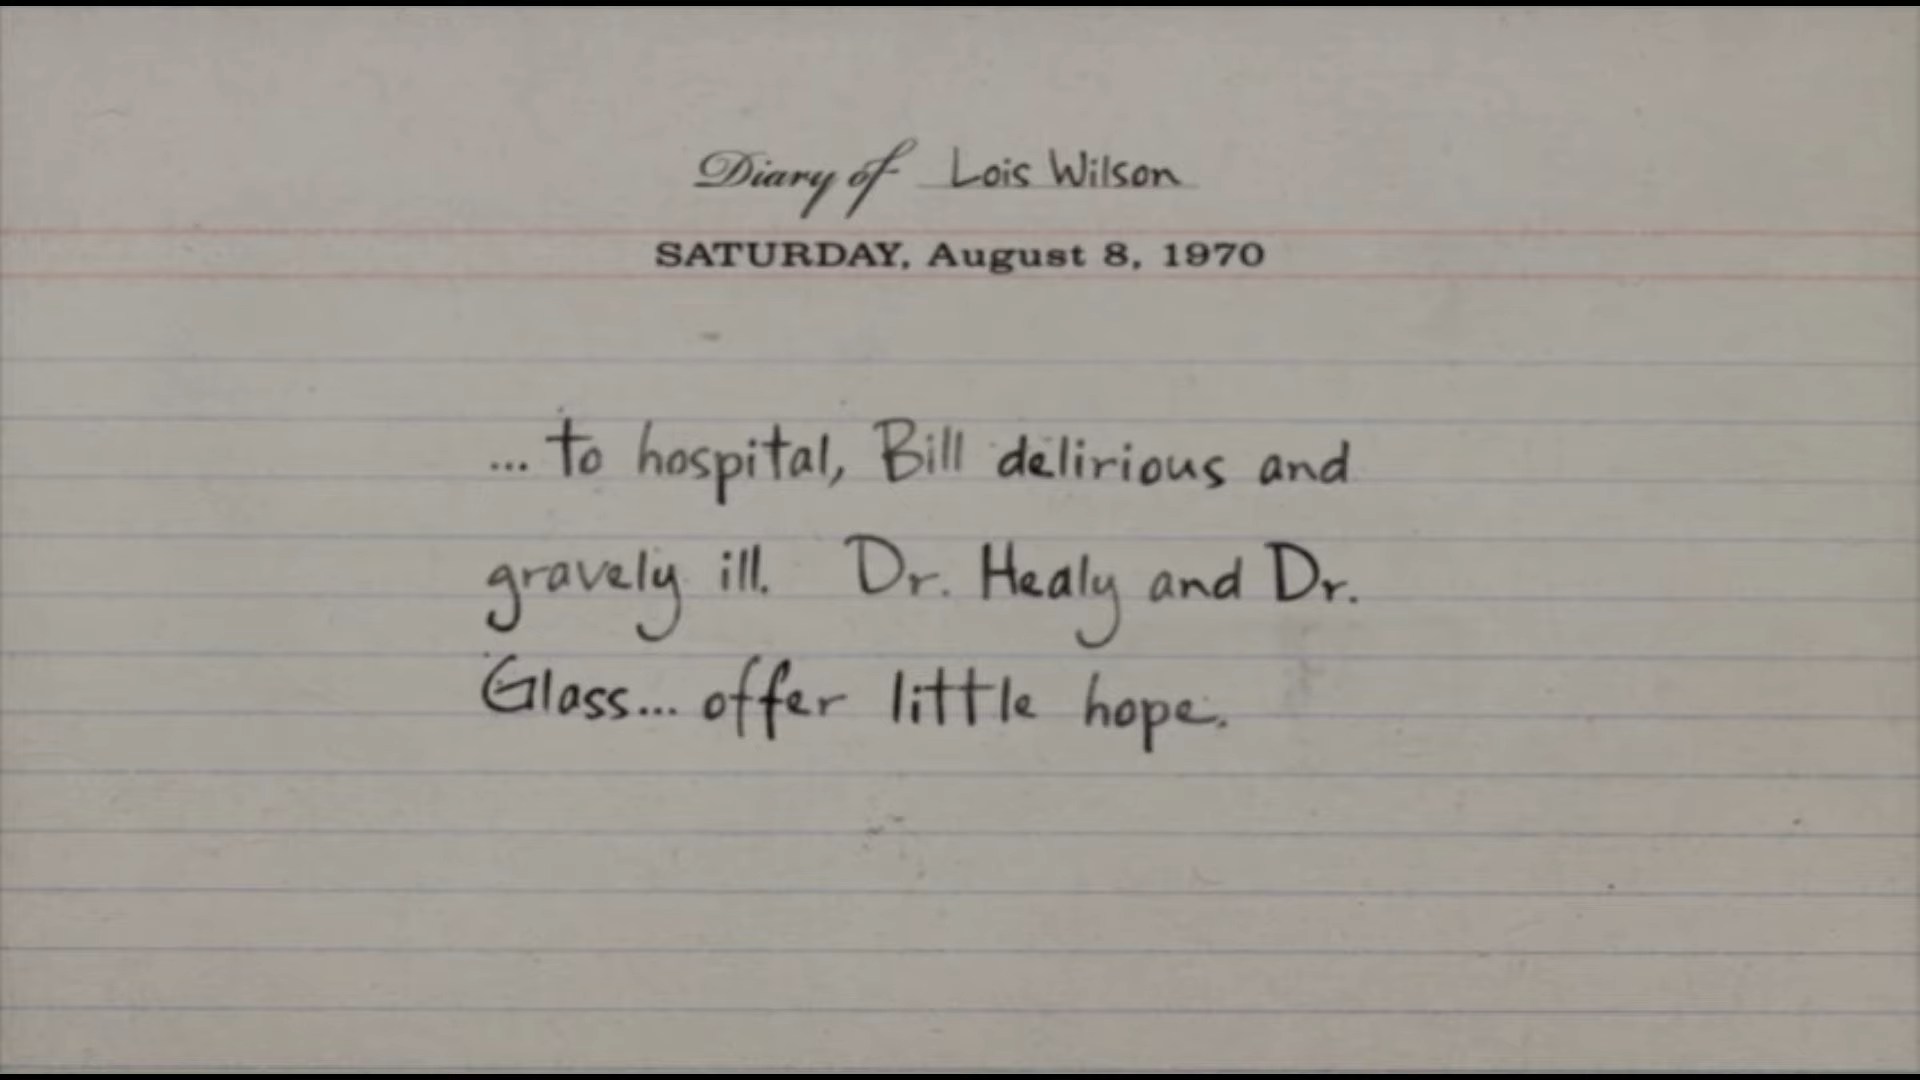 Diary of Lois Wilson
SATURDAY, August 8, 1970
... to hospital, Bill delirious and
gravely ill. Dr. Healy and Dr.
Glass... offer little hope.